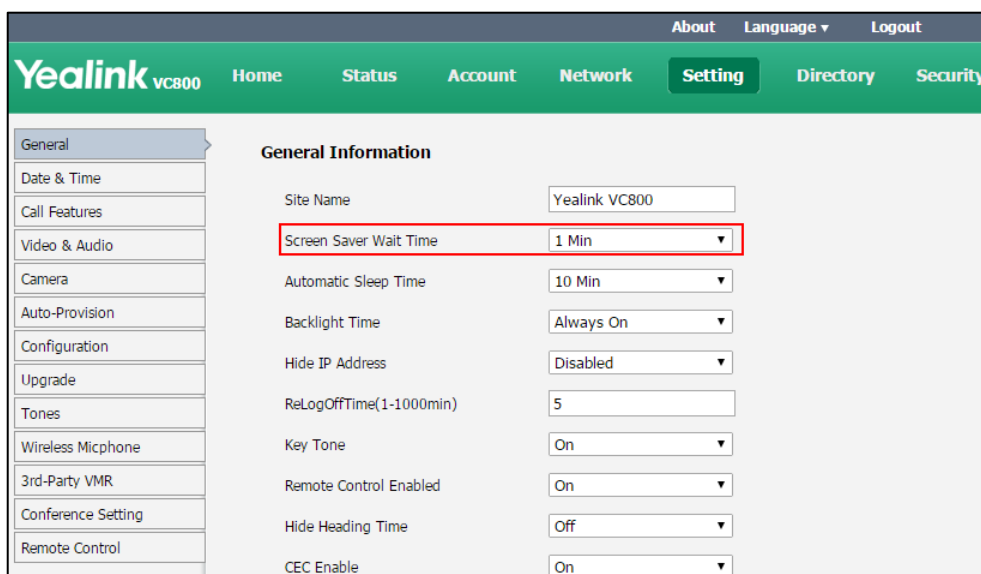 About Language ▾ Logout
Yealink VC800 Home Status Account Network Setting Directory Security
General
Date & Time
Call Features
Video & Audio
Camera
Auto-Provision
Configuration
Upgrade
Tones
Wireless Micphone
3rd-Party VMR
Conference Setting
Remote Control
General Information
Site Name Yealink VC800
Screen Saver Wait Time 1 Min
Automatic Sleep Time 10 Min
Backlight Time Always On
Hide IP Address Disabled
ReLogOffTime(1-1000min) 5
Key Tone On
Remote Control Enabled On
Hide Heading Time Off
CEC Enable On